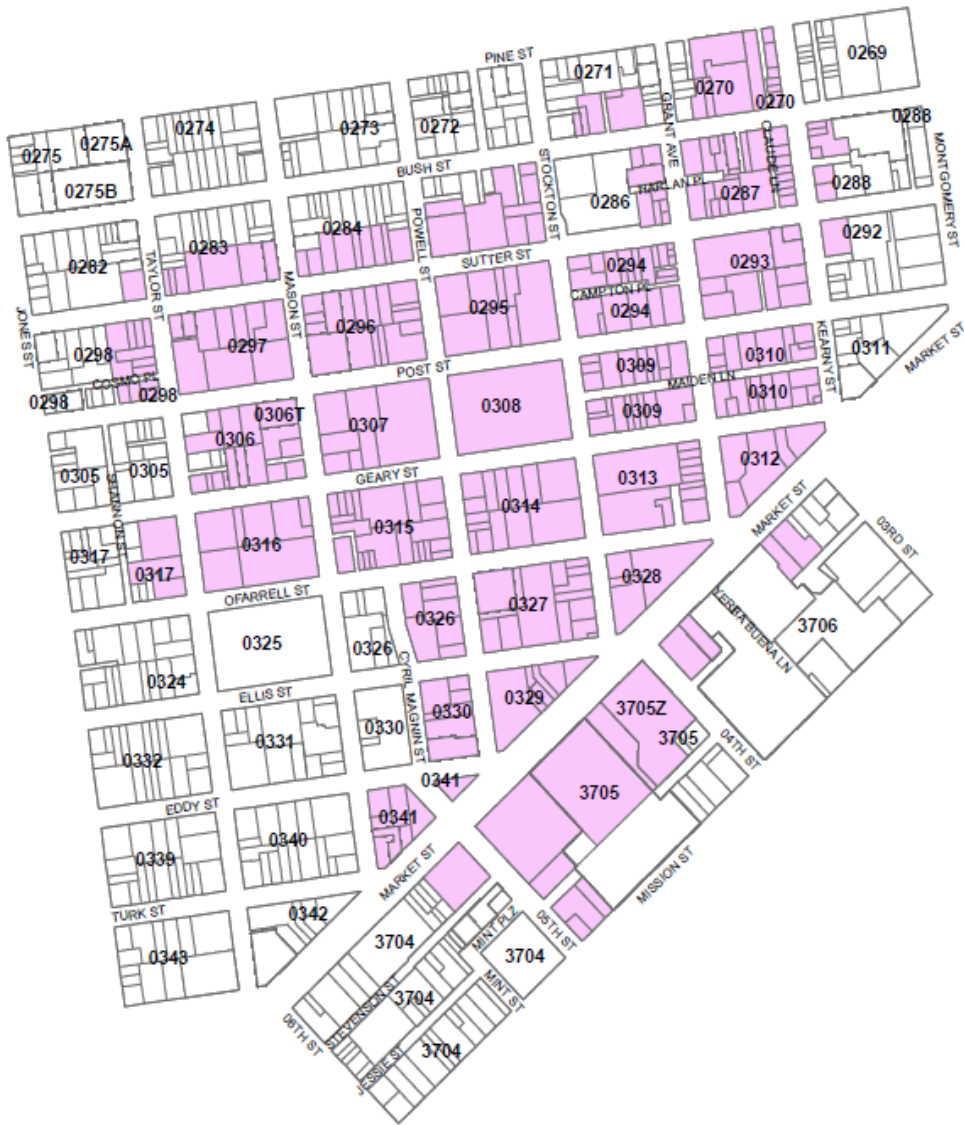 PINE ST
0269
0271
0270
0270
0274
0273
0272
GRANT AVE
CLAUDE LN
0288
0275
0275A
0275B
BUSH ST
STOCKTON ST
HARLAN PL
0287
0286
0288
MONTGOMERY ST
0282
TAYLOR ST
0283
MASON ST
0284
POWELL ST
SUTTER ST
0294
CAMPTON PL
0294
0293
0292
JONES ST
0298
COSMO PL
0298
0298
0297
0296
0295
POST ST
0309
MAIDEN LN
0309
0310
0310
KEARNY ST
0311
MARKET ST
0305
SHANNON ST
0305
0306
0306T
0307
0308
GEARY ST
0313
0312
0317
0317
0316
0315
0314
MARKET ST
03RD ST
OFARRELL ST
0325
0326
CYRIL MAGNIN ST
0326
0327
0328
YERBA BUENA LN
3706
0324
ELLIS ST
0330
0330
0329
3705Z
3705
04TH ST
0332
0331
0341
3705
EDDY ST
0341
0339
0340
MARKET ST
MISSION ST
TURK ST
0342
0343
3704
MINT PLZ
05TH ST
3704
STEVENSON ST
3704
MINT ST
06TH ST
JESSIE ST
3704